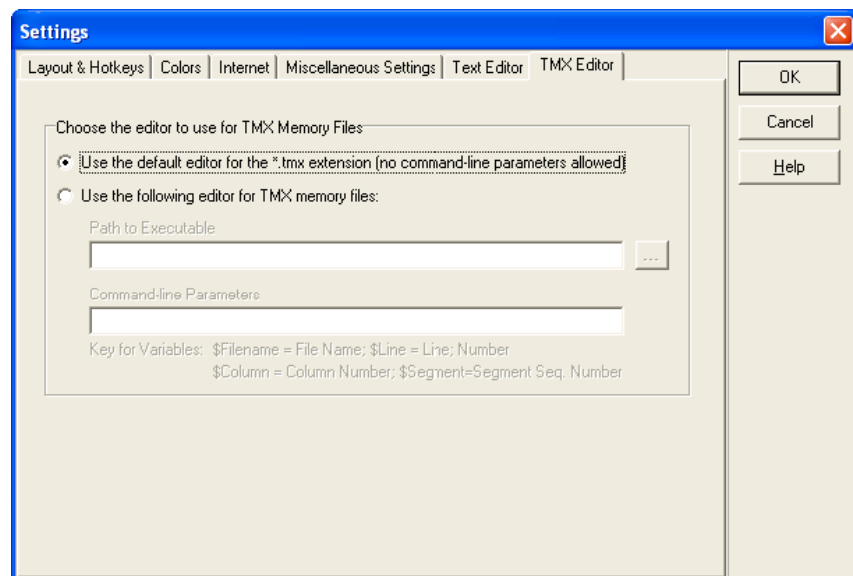 Settings
Layout & Hotkeys Colors Internet Miscellaneous Settings Text Editor TMX Editor
OK
Cancel
Help
Choose the editor to use for TMX Memory Files
Use the default editor for the *.tmx extension (no command-line parameters allowed)
Use the following editor for TMX memory files:
Path to Executable
...
Command-line Parameters
Key for Variables: $Filename = File Name; $Line = Line; Number
$Column = Column Number; $Segment=Segment Seq. Number